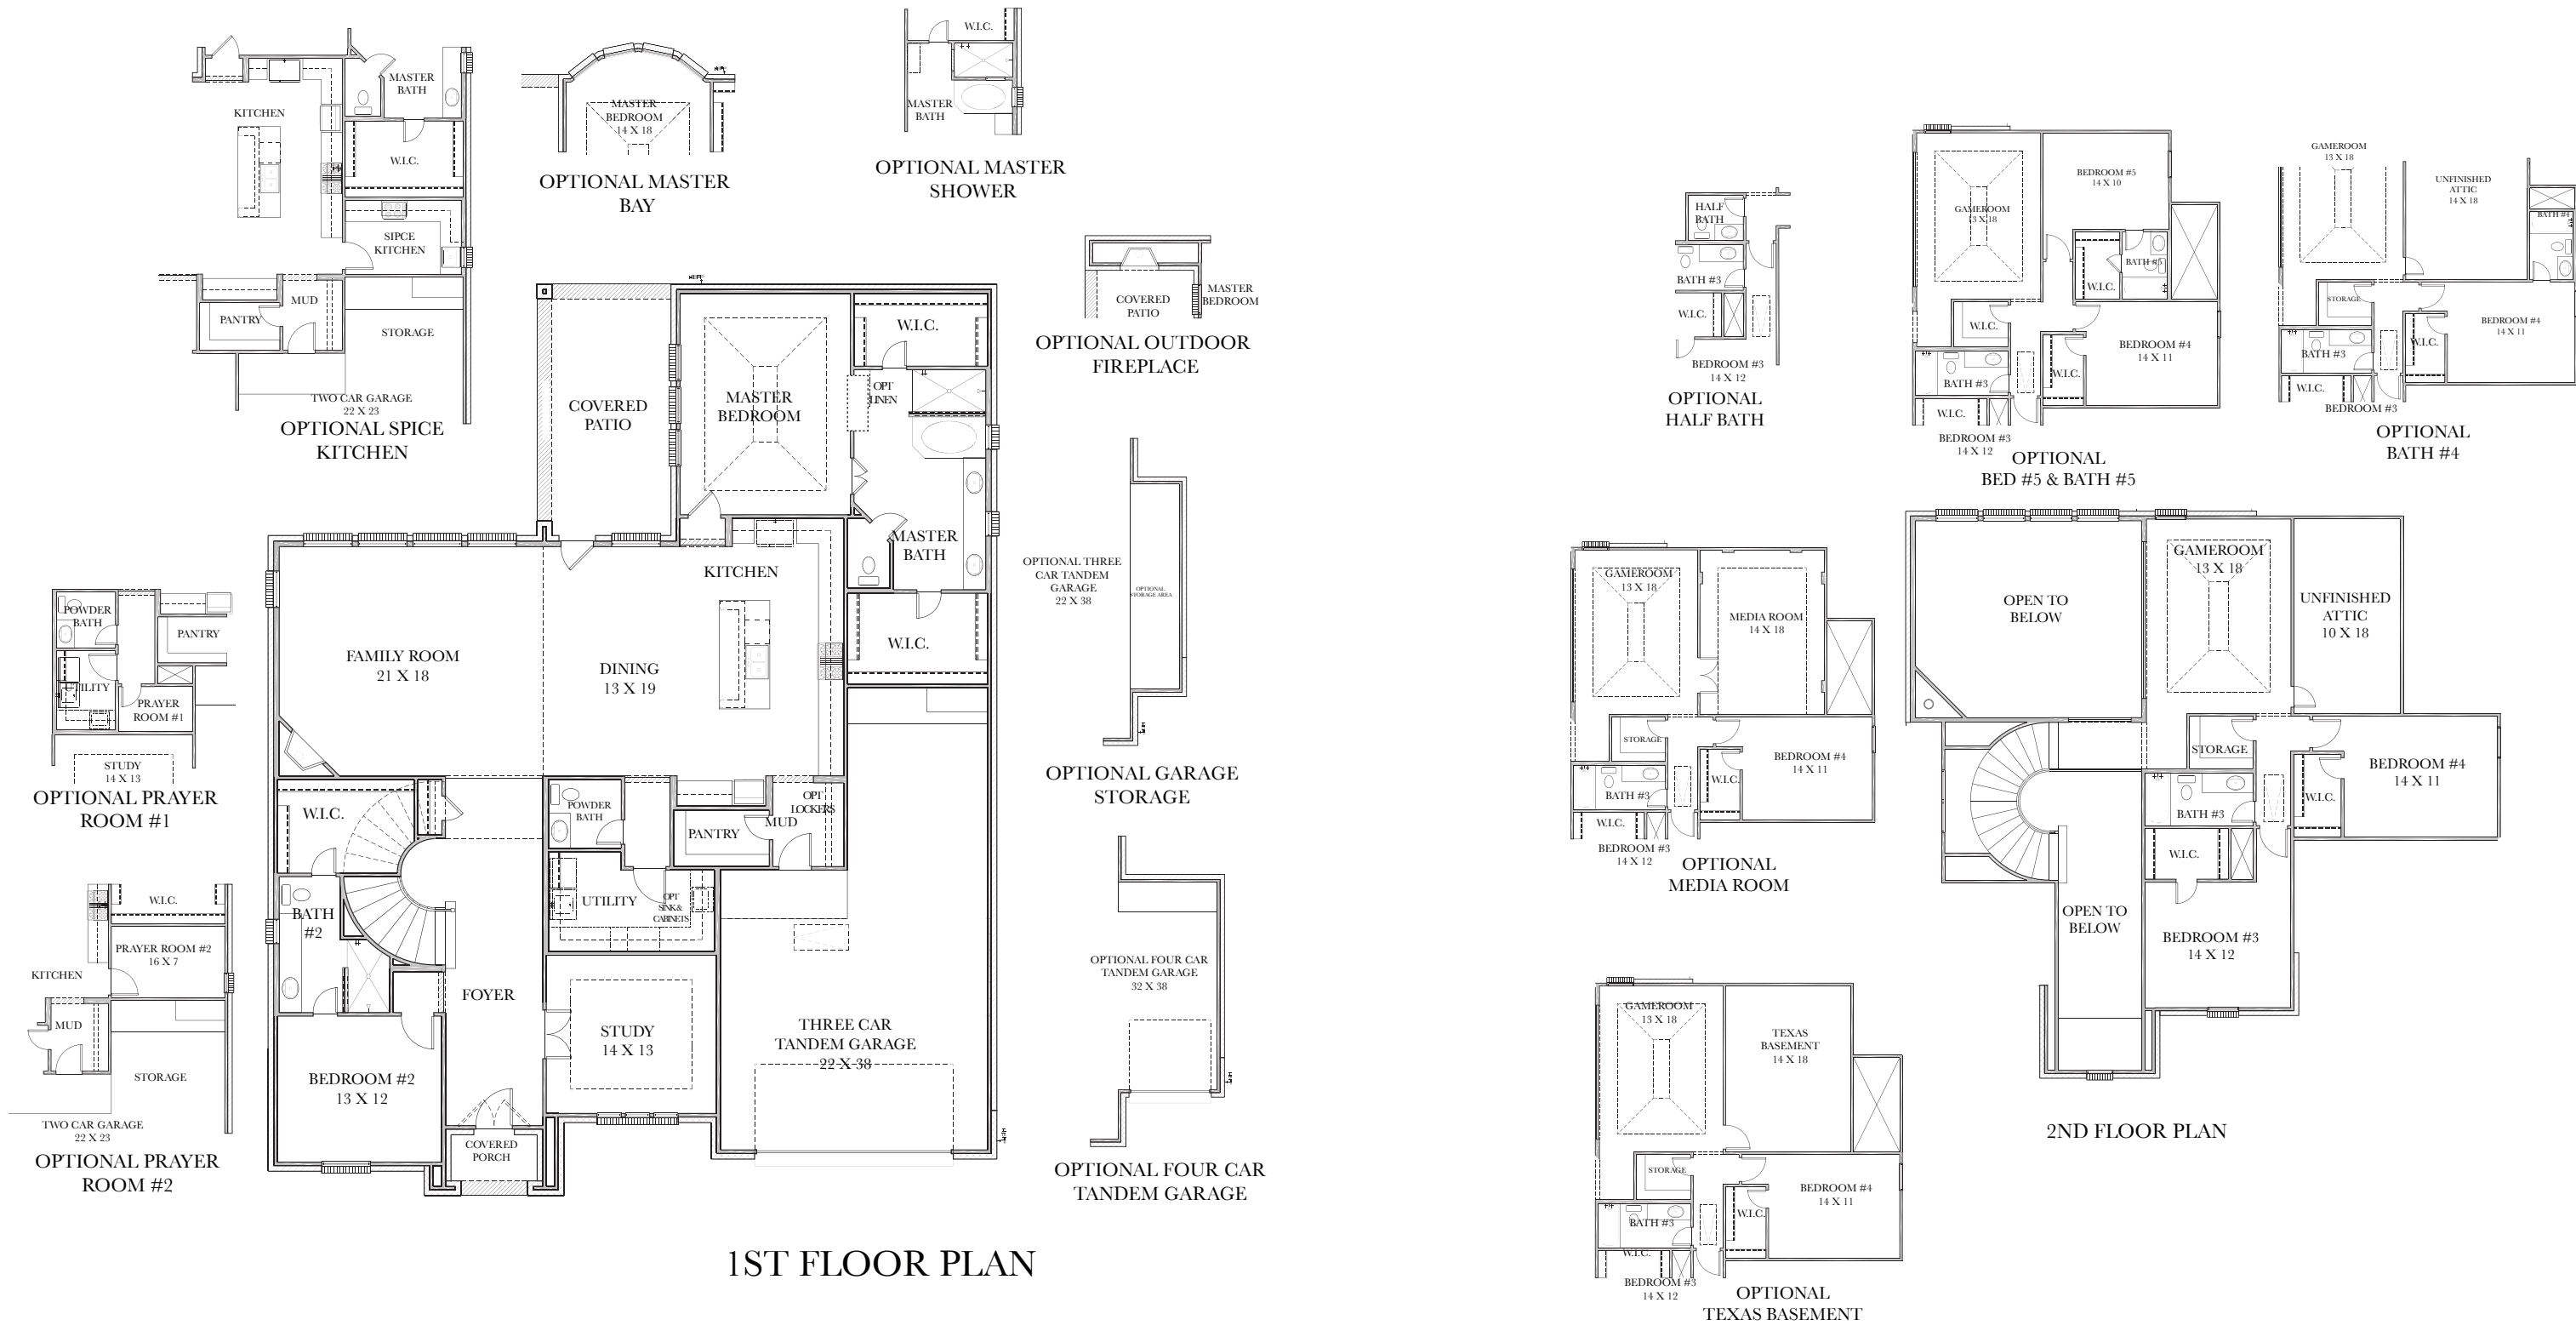 MASTER
BATH
KITCHEN
W.I.C.
SIPCE
KITCHEN
MUD
PANTRY
STORAGE
TWO CAR GARAGE
22 X 23
OPTIONAL SPICE
KITCHEN
MASTER
BEDROOM
14 X 18
OPTIONAL MASTER
BAY
W.I.C.
MASTER
BATH
OPTIONAL MASTER
SHOWER
COVERED
PATIO
MASTER
BEDROOM
OPTIONAL OUTDOOR
FIREPLACE
POWDER
BATH
PANTRY
UTILITY
PRAYER
ROOM #1
STUDY
14 X 13
OPTIONAL PRAYER
ROOM #1
W.I.C.
PRAYER ROOM #2
16 X 7
KITCHEN
MUD
STORAGE
TWO CAR GARAGE
22 X 23
OPTIONAL PRAYER
ROOM #2
COVERED
PATIO
MASTER
BEDROOM
W.I.C.
OPT
LINEN
MASTER
BATH
KITCHEN
W.I.C.
FAMILY ROOM
21 X 18
DINING
13 X 19
W.I.C.
POWDER
BATH
PANTRY
MUD
OPT
LOCKERS
BATH
#2
UTILITY
OPT
SINK &
CABINETS
FOYER
STUDY
14 X 13
THREE CAR
TANDEM GARAGE
22 X 38
BEDROOM #2
13 X 12
COVERED
PORCH
1ST FLOOR PLAN
OPTIONAL THREE
CAR TANDEM
GARAGE
22 X 38
OPTIONAL
STORAGE AREA
OPTIONAL GARAGE
STORAGE
OPTIONAL FOUR CAR
TANDEM GARAGE
32 X 38
OPTIONAL FOUR CAR
TANDEM GARAGE
HALF
BATH
BATH #3
W.I.C.
BEDROOM #3
14 X 12
OPTIONAL
HALF BATH
BEDROOM #5
14 X 10
GAMEROOM
13 X 18
BATH #5
W.I.C.
W.I.C.
BEDROOM #4
14 X 11
W.I.C.
BATH #3
W.I.C.
BEDROOM #3
14 X 12
OPTIONAL
BED #5 & BATH #5
GAMEROOM
13 X 18
UNFINISHED
ATTIC
14 X 18
BATH #4
STORAGE
BEDROOM #4
14 X 11
W.I.C.
BATH #3
W.I.C.
BEDROOM #3
OPTIONAL
BATH #4
GAMEROOM
13 X 18
MEDIA ROOM
14 X 18
STORAGE
BEDROOM #4
14 X 11
W.I.C.
BATH #3
W.I.C.
BEDROOM #3
14 X 12
OPTIONAL
MEDIA ROOM
OPEN TO
BELOW
GAMEROOM
13 X 18
UNFINISHED
ATTIC
10 X 18
STORAGE
BEDROOM #4
14 X 11
W.I.C.
BATH #3
W.I.C.
OPEN TO
BELOW
BEDROOM #3
14 X 12
2ND FLOOR PLAN
GAMEROOM
13 X 18
TEXAS
BASEMENT
14 X 18
STORAGE
BEDROOM #4
14 X 11
W.I.C.
BATH #3
W.I.C.
BEDROOM #3
14 X 12
OPTIONAL
TEXAS BASEMENT